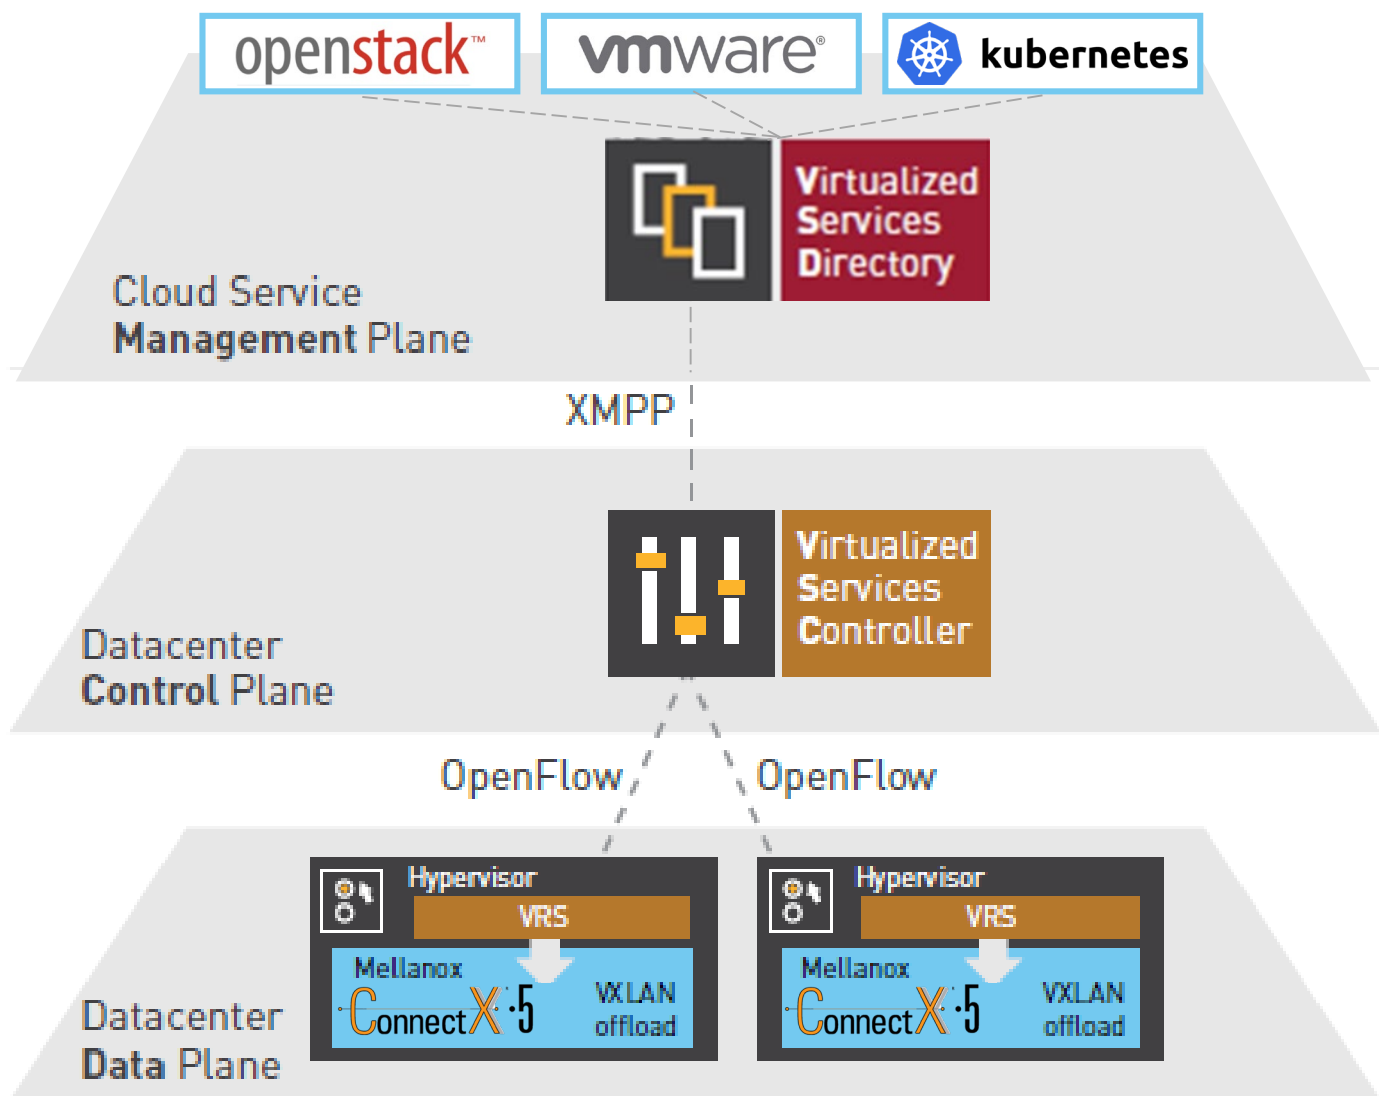 openstack™
vmware®
kubernetes
Virtualized
Services
Directory
Cloud Service
Management Plane
XMPP
Virtualized
Services
Controller
Datacenter
Control Plane
OpenFlow
OpenFlow
Hypervisor
VRS
Mellanox
ConnectX·5
VXLAN
offload
Hypervisor
VRS
Mellanox
ConnectX·5
VXLAN
offload
Datacenter
Data Plane